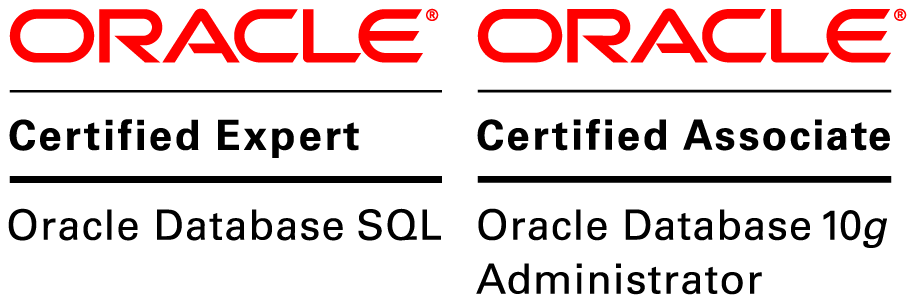 ORACLE®
Certified Expert
Oracle Database SQL
ORACLE®
Certified Associate
Oracle Database 10g
Administrator